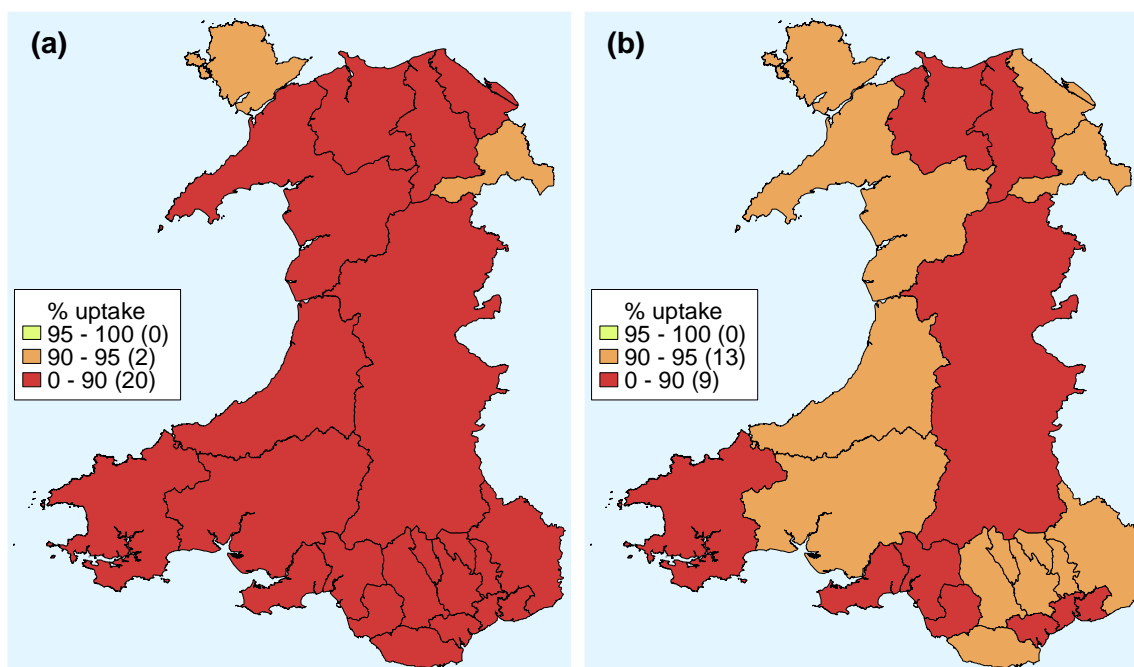 (a)
% uptake
95 - 100 (0)
90 - 95 (2)
0 - 90 (20)
(b)
% uptake
95 - 100 (0)
90 - 95 (13)
0 - 90 (9)